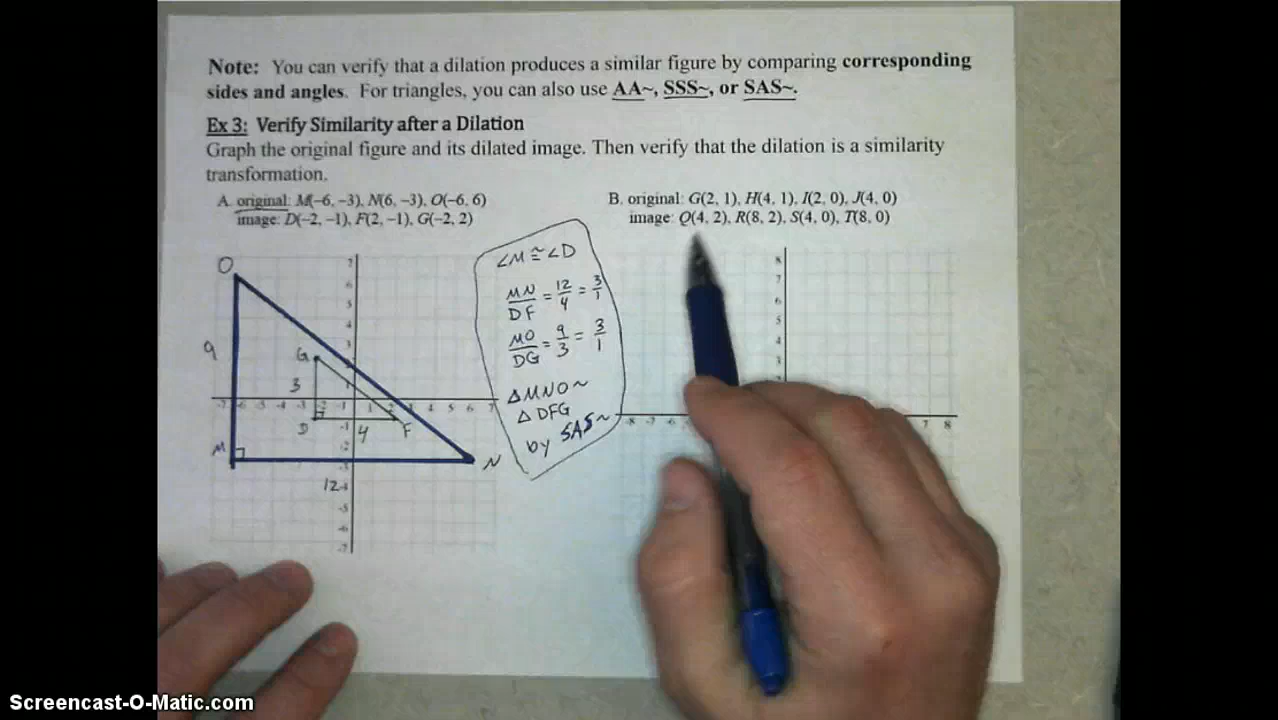 Note: You can verify that a dilation produces a similar figure by comparing corresponding
sides and angles. For triangles, you can also use AA~, SSS~, or SAS~.
Ex 3: Verify Similarity after a Dilation
Graph the original figure and its dilated image. Then verify that the dilation is a similarity
transformation.
A. original: M(−6, −3), N(6, −3), O(−6, 6)
image: D(−2, −1), F(2, −1), G(−2, 2)
B. original: G(2, 1), H(4, 1), I(2, 0), J(4, 0)
image: Q(4, 2), R(8, 2), S(4, 0), T(8, 0)
O
9
G
3
D
4
F
M
N
12
∠M ≅ ∠D
MN/DF = 12/4 = 3/1
MO/DG = 9/3 = 3/1
△MNO ~
△DFG
by SAS~
Screencast-O-Matic.com